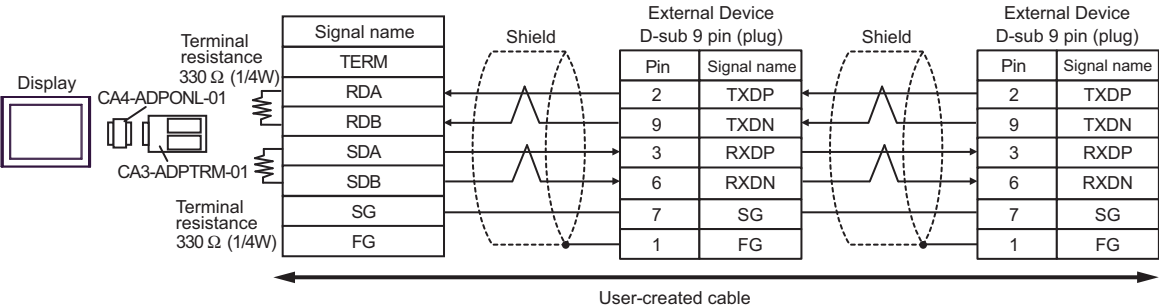 Display
CA4-ADPONL-01
CA3-ADPTRM-01
Terminal
resistance
330 Ω (1/4W)
Terminal
resistance
330 Ω (1/4W)
Signal name
TERM
RDA
RDB
SDA
SDB
SG
FG
Shield
External Device
D-sub 9 pin (plug)
Pin Signal name
2 TXDP
9 TXDN
3 RXDP
6 RXDN
7 SG
1 FG
Shield
External Device
D-sub 9 pin (plug)
Pin Signal name
2 TXDP
9 TXDN
3 RXDP
6 RXDN
7 SG
1 FG
User-created cable